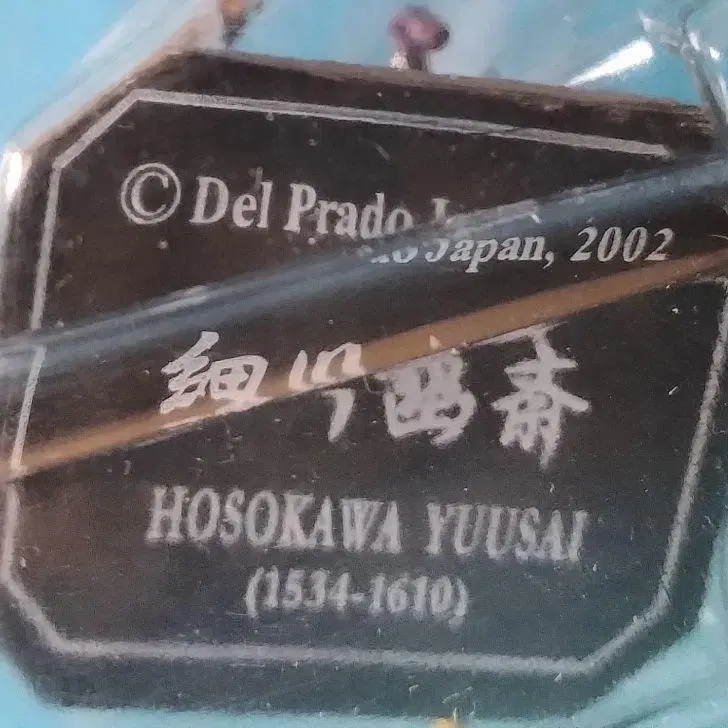 © Del Prado Japan, 2002
細川幽斎
HOSOKAWA YUUSAI
(1534-1610)